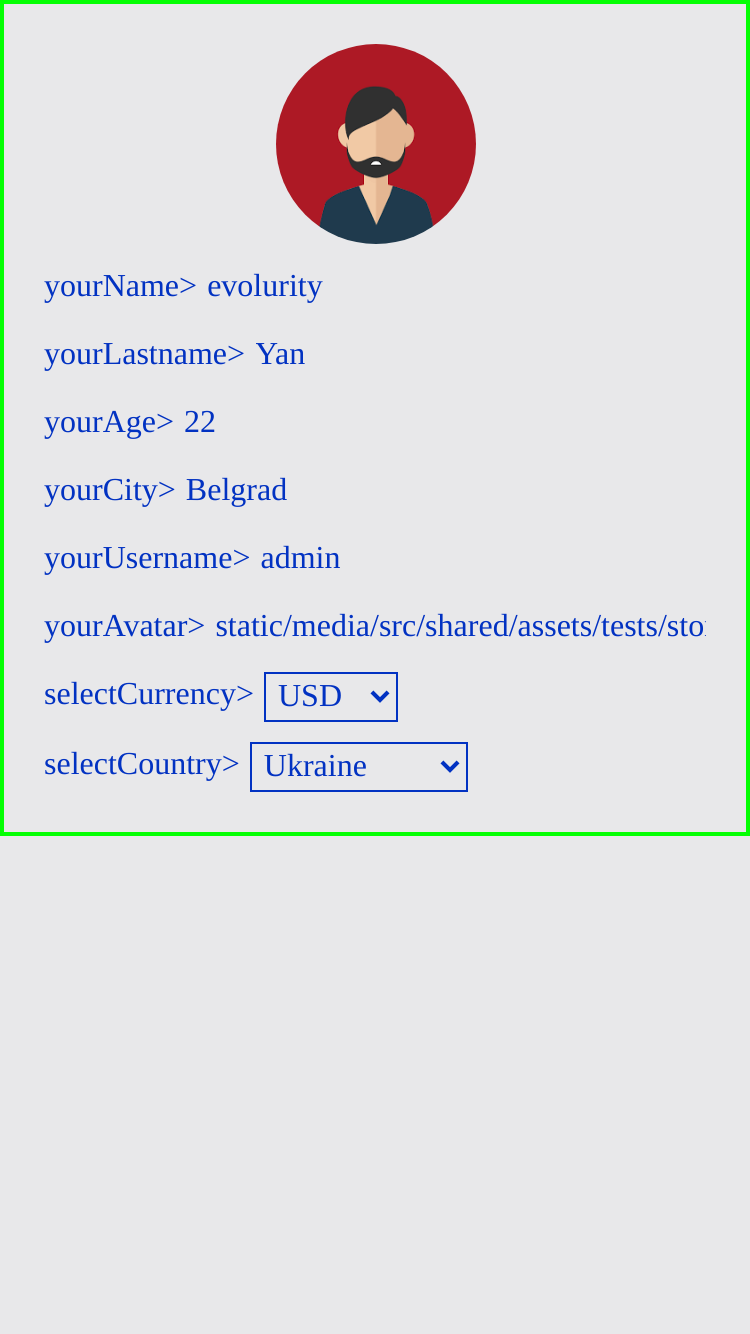 yourName> evolurity
yourLastname> Yan
yourAge> 22
yourCity> Belgrad
yourUsername> admin
yourAvatar> static/media/src/shared/assets/tests/sto
selectCurrency> USD
selectCountry> Ukraine